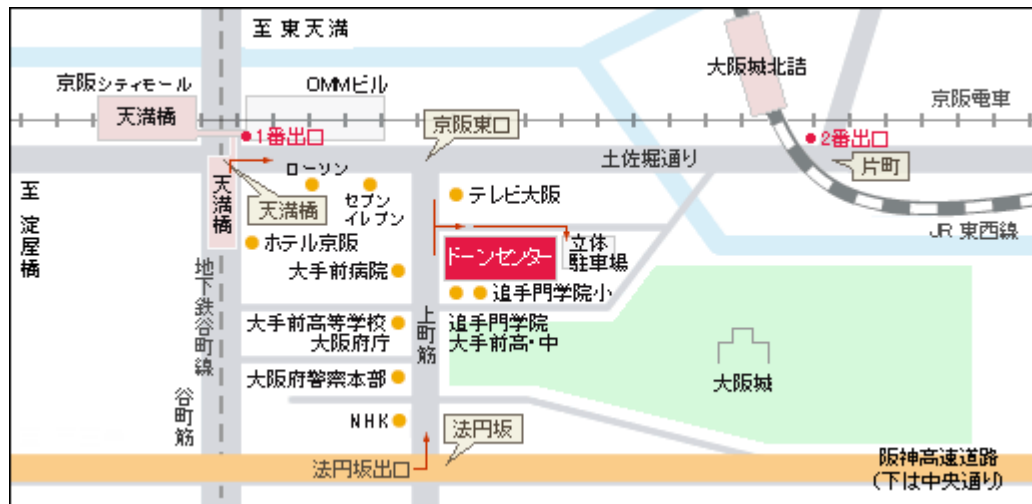 至 東天満
京阪シティモール
OMMビル
大阪城北詰
天満橋
京阪電車
1番出口
京阪東口
2番出口
土佐堀通り
片町
ローソン
天満橋
セブン
イレブン
天満橋
テレビ大阪
至 淀屋橋
ホテル京阪
JR 東西線
ドーンセンター
立体
駐車場
大手前病院
地下鉄谷町線
追手門学院小
上町筋
大手前高等学校
大阪府庁
追手門学院
大手前高・中
大阪城
大阪府警察本部
谷町筋
NHK
法円坂
法円坂出口
阪神高速道路
(下は中央通り)